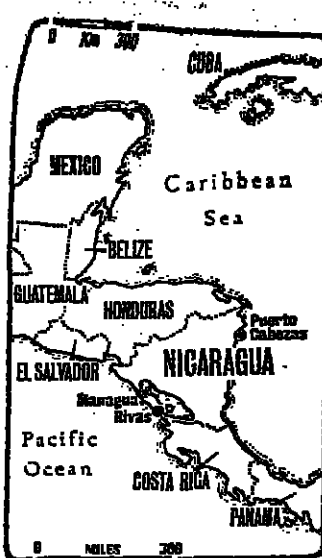 0 Km 300
CUBA
MEXICO
Caribbean
Sea
BELIZE
GUATEMALA
HONDURAS
Puerto
Cabezas
NICARAGUA
EL SALVADOR
Managua
Rivas
Pacific
Ocean
COSTA RICA
PANAMA
0 MILES 300